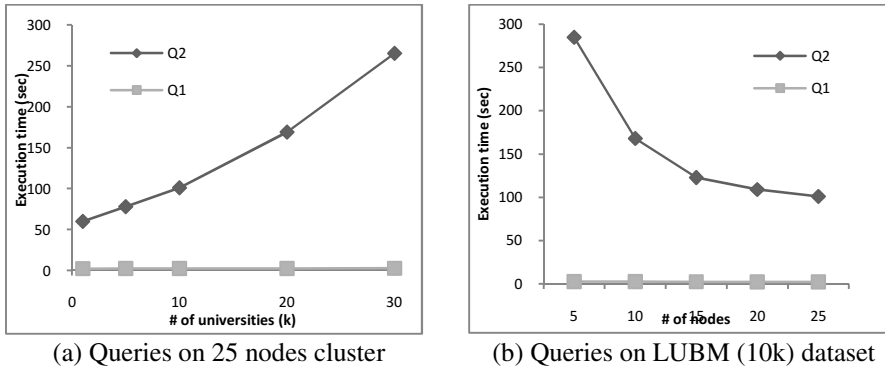 300
250
200
150
100
50
0
Execution time (sec)
Q2
Q1
0
10
20
30
# of universities (k)
(a) Queries on 25 nodes cluster
300
250
200
150
100
50
0
Execution time (sec)
Q2
Q1
5
10
15
20
25
# of nodes
(b) Queries on LUBM (10k) dataset